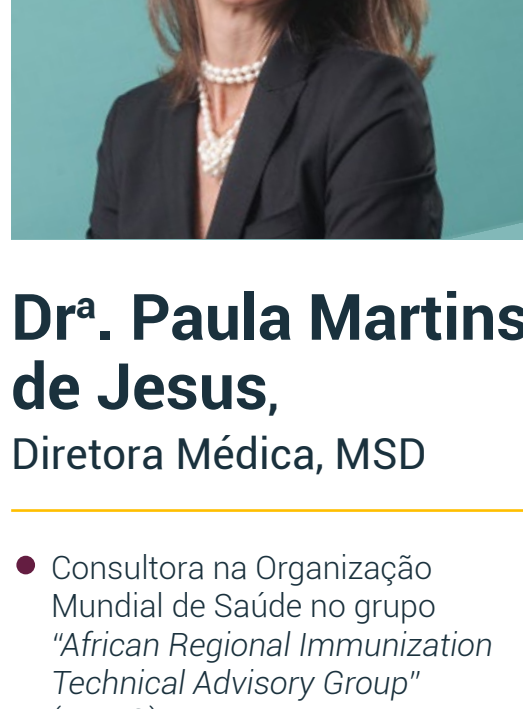 Drª. Paula Martins
de Jesus,
Diretora Médica, MSD
Consultora na Organização
Mundial de Saúde no grupo
“African Regional Immunization
Technical Advisory Group”